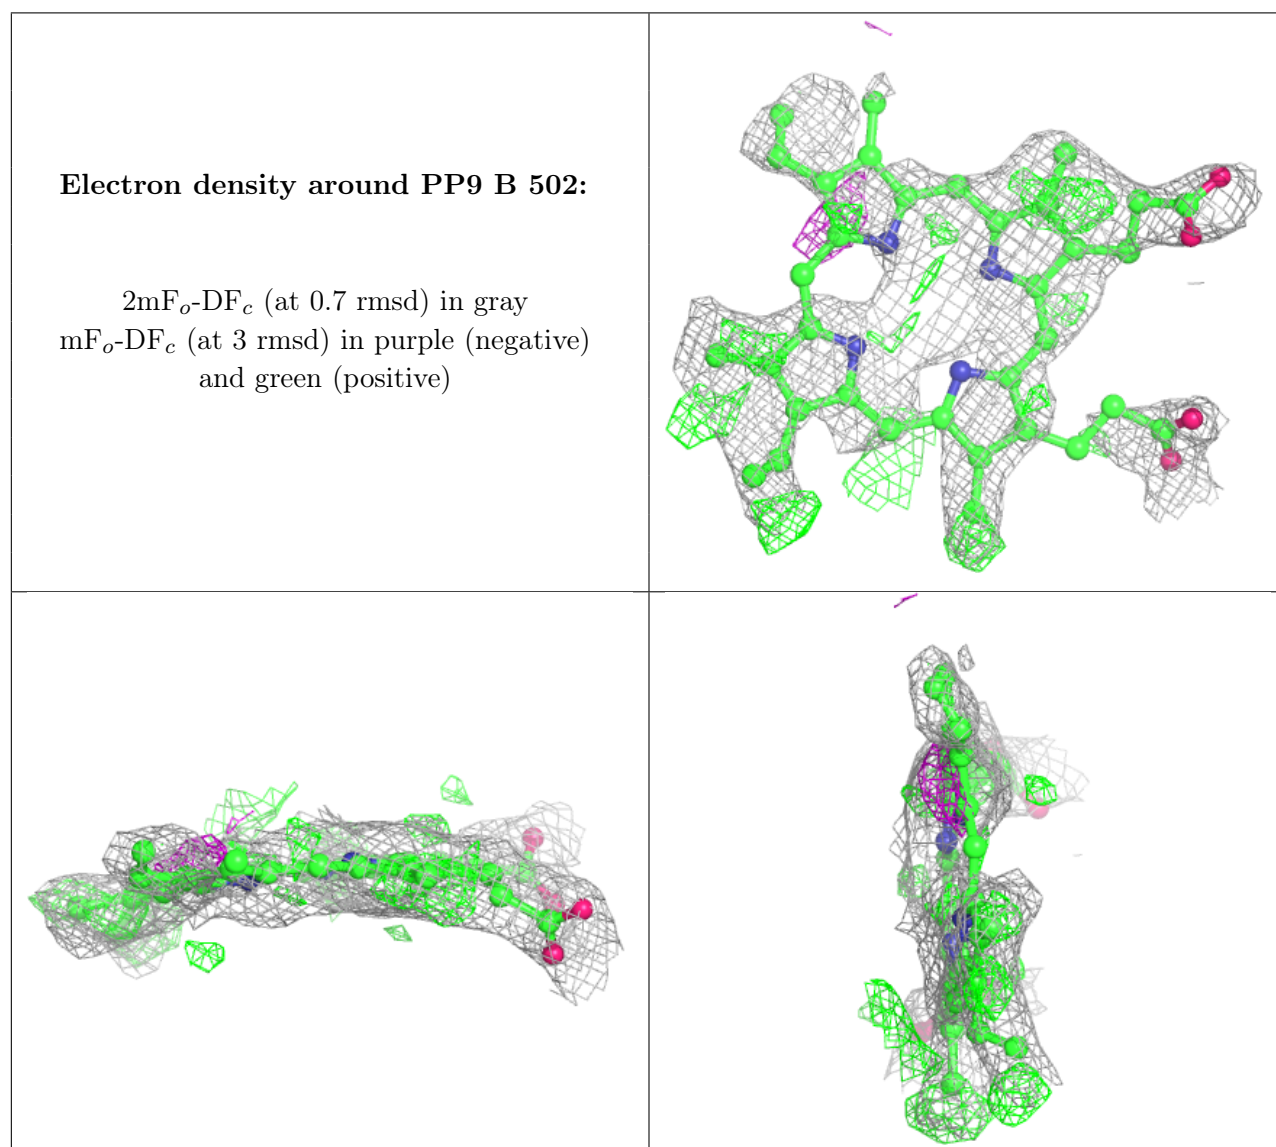 Electron density around PP9 B 502:
2mFo-DFc (at 0.7 rmsd) in gray
mFo-DFc (at 3 rmsd) in purple (negative)
and green (positive)